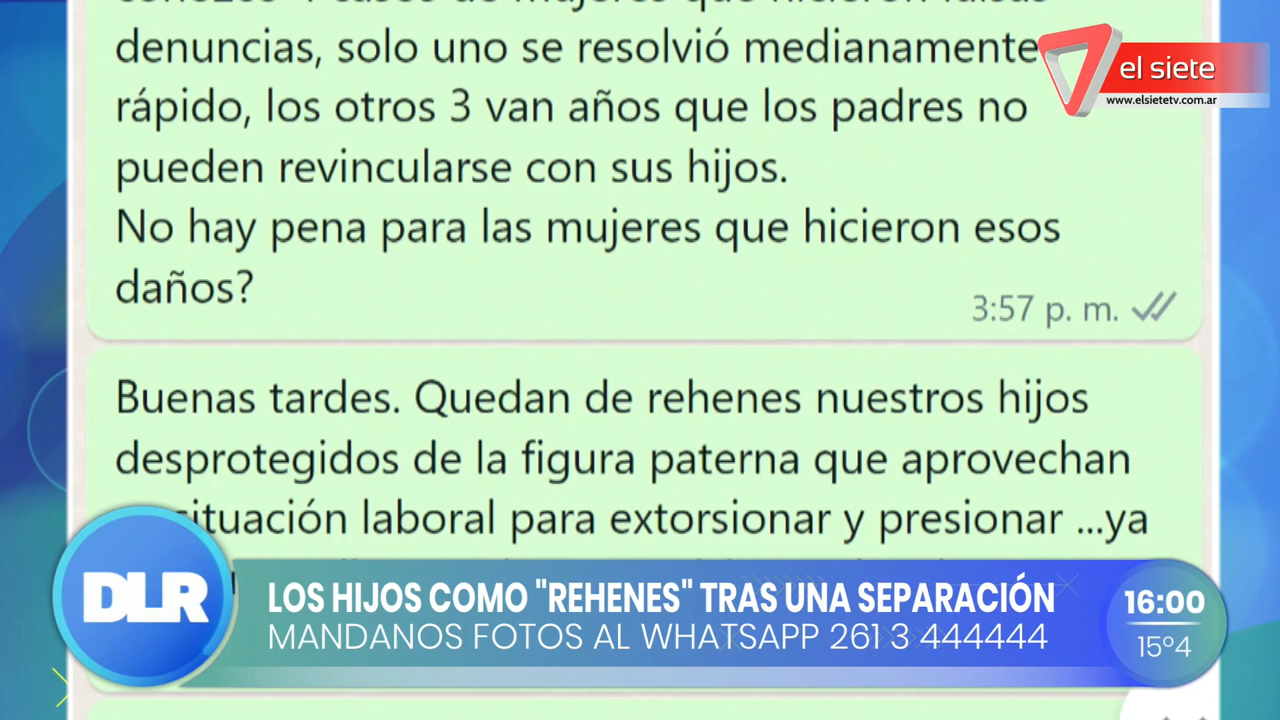 denuncias, solo uno se resolvió medianamente
rápido, los otros 3 van años que los padres no
pueden revincularse con sus hijos.
No hay pena para las mujeres que hicieron esos
daños?
3:57 p. m.
Buenas tardes. Quedan de rehenes nuestros hijos
desprotegidos de la figura paterna que aprovechan
situación laboral para extorsionar y presionar ...ya
el siete
www.elsietetv.com.ar
DLR
LOS HIJOS COMO "REHENES" TRAS UNA SEPARACIÓN
MANDANOS FOTOS AL WHATSAPP 261 3 444444
16:00
15º4